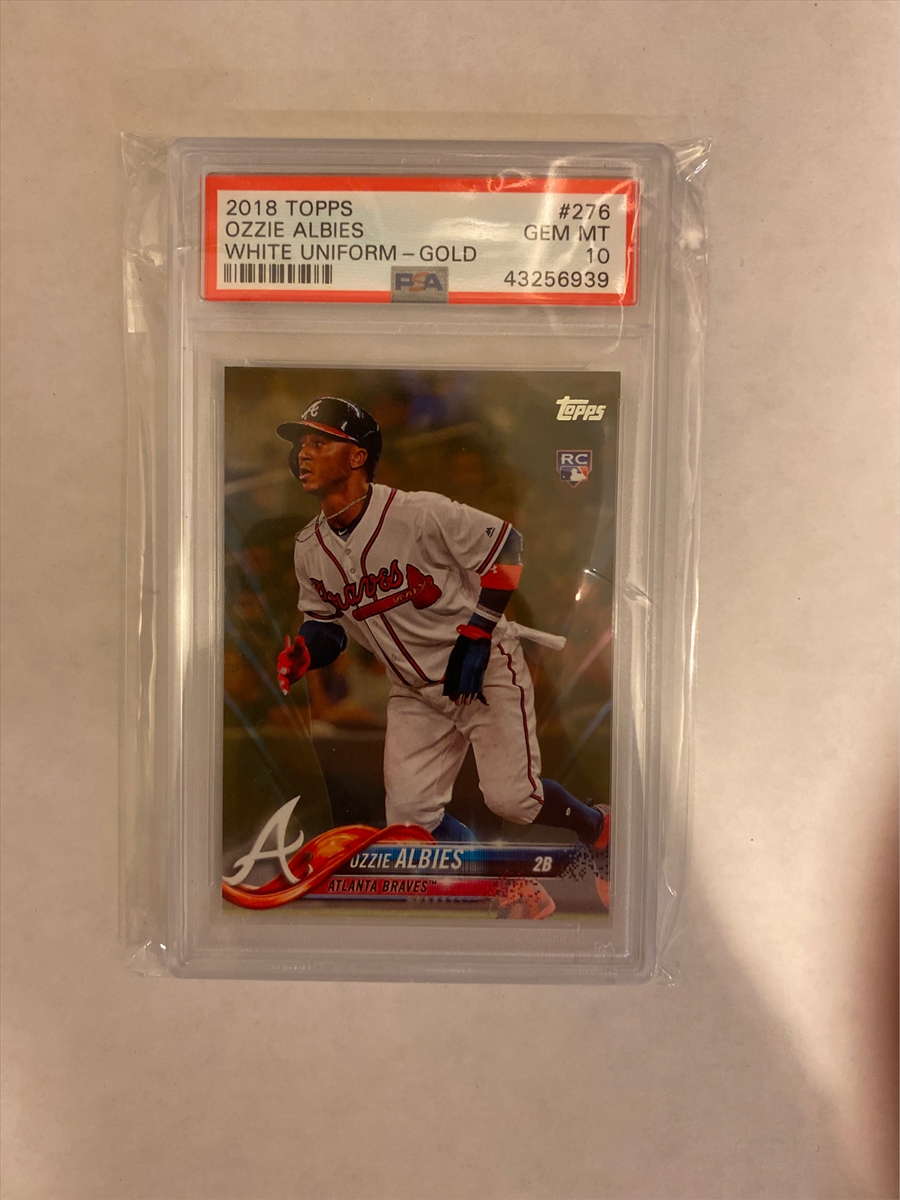 2018 TOPPS #276
OZZIE ALBIES GEM MT
WHITE UNIFORM - GOLD 10
PSA 43256939
Topps
RC
A
Braves
OZZIE ALBIES 2B
ATLANTA BRAVES™
A